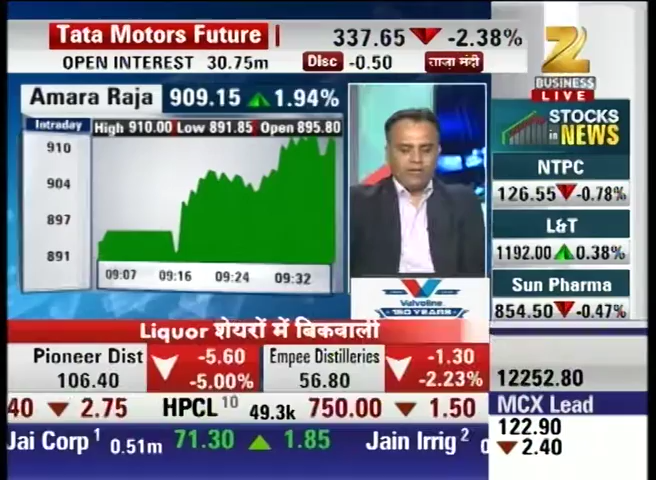 Tata Motors Future 337.65 -2.38%
OPEN INTEREST 30.75m Disc -0.50 ताज़ा मंदी
Z
BUSINESS
LIVE
Amara Raja 909.15 1.94%
Intraday High 910.00 Low 891.85 Open 895.80
910
904
897
891
09:07 09:16 09:24 09:32
Valvoline
150 YEARS
STOCKS
in NEWS
NTPC
126.55 -0.78%
L&T
1192.00 0.38%
Sun Pharma
854.50 -0.47%
Liquor शेयरों में बिकवाली
Pioneer Dist -5.60 Empee Distilleries -1.30
106.40 -5.00% 56.80 -2.23%
12252.80
40 2.75 HPCL 10 49.3k 750.00 1.50
MCX Lead
122.90
2.40
Jai Corp 1 0.51m 71.30 1.85 Jain Irrig 2 0